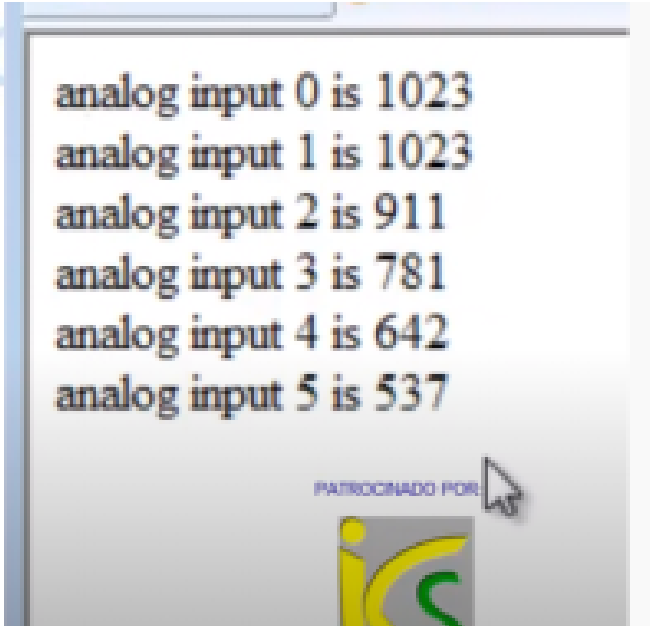 analog input 0 is 1023
analog input 1 is 1023
analog input 2 is 911
analog input 3 is 781
analog input 4 is 642
analog input 5 is 537
PATROCINADO POR:
ics